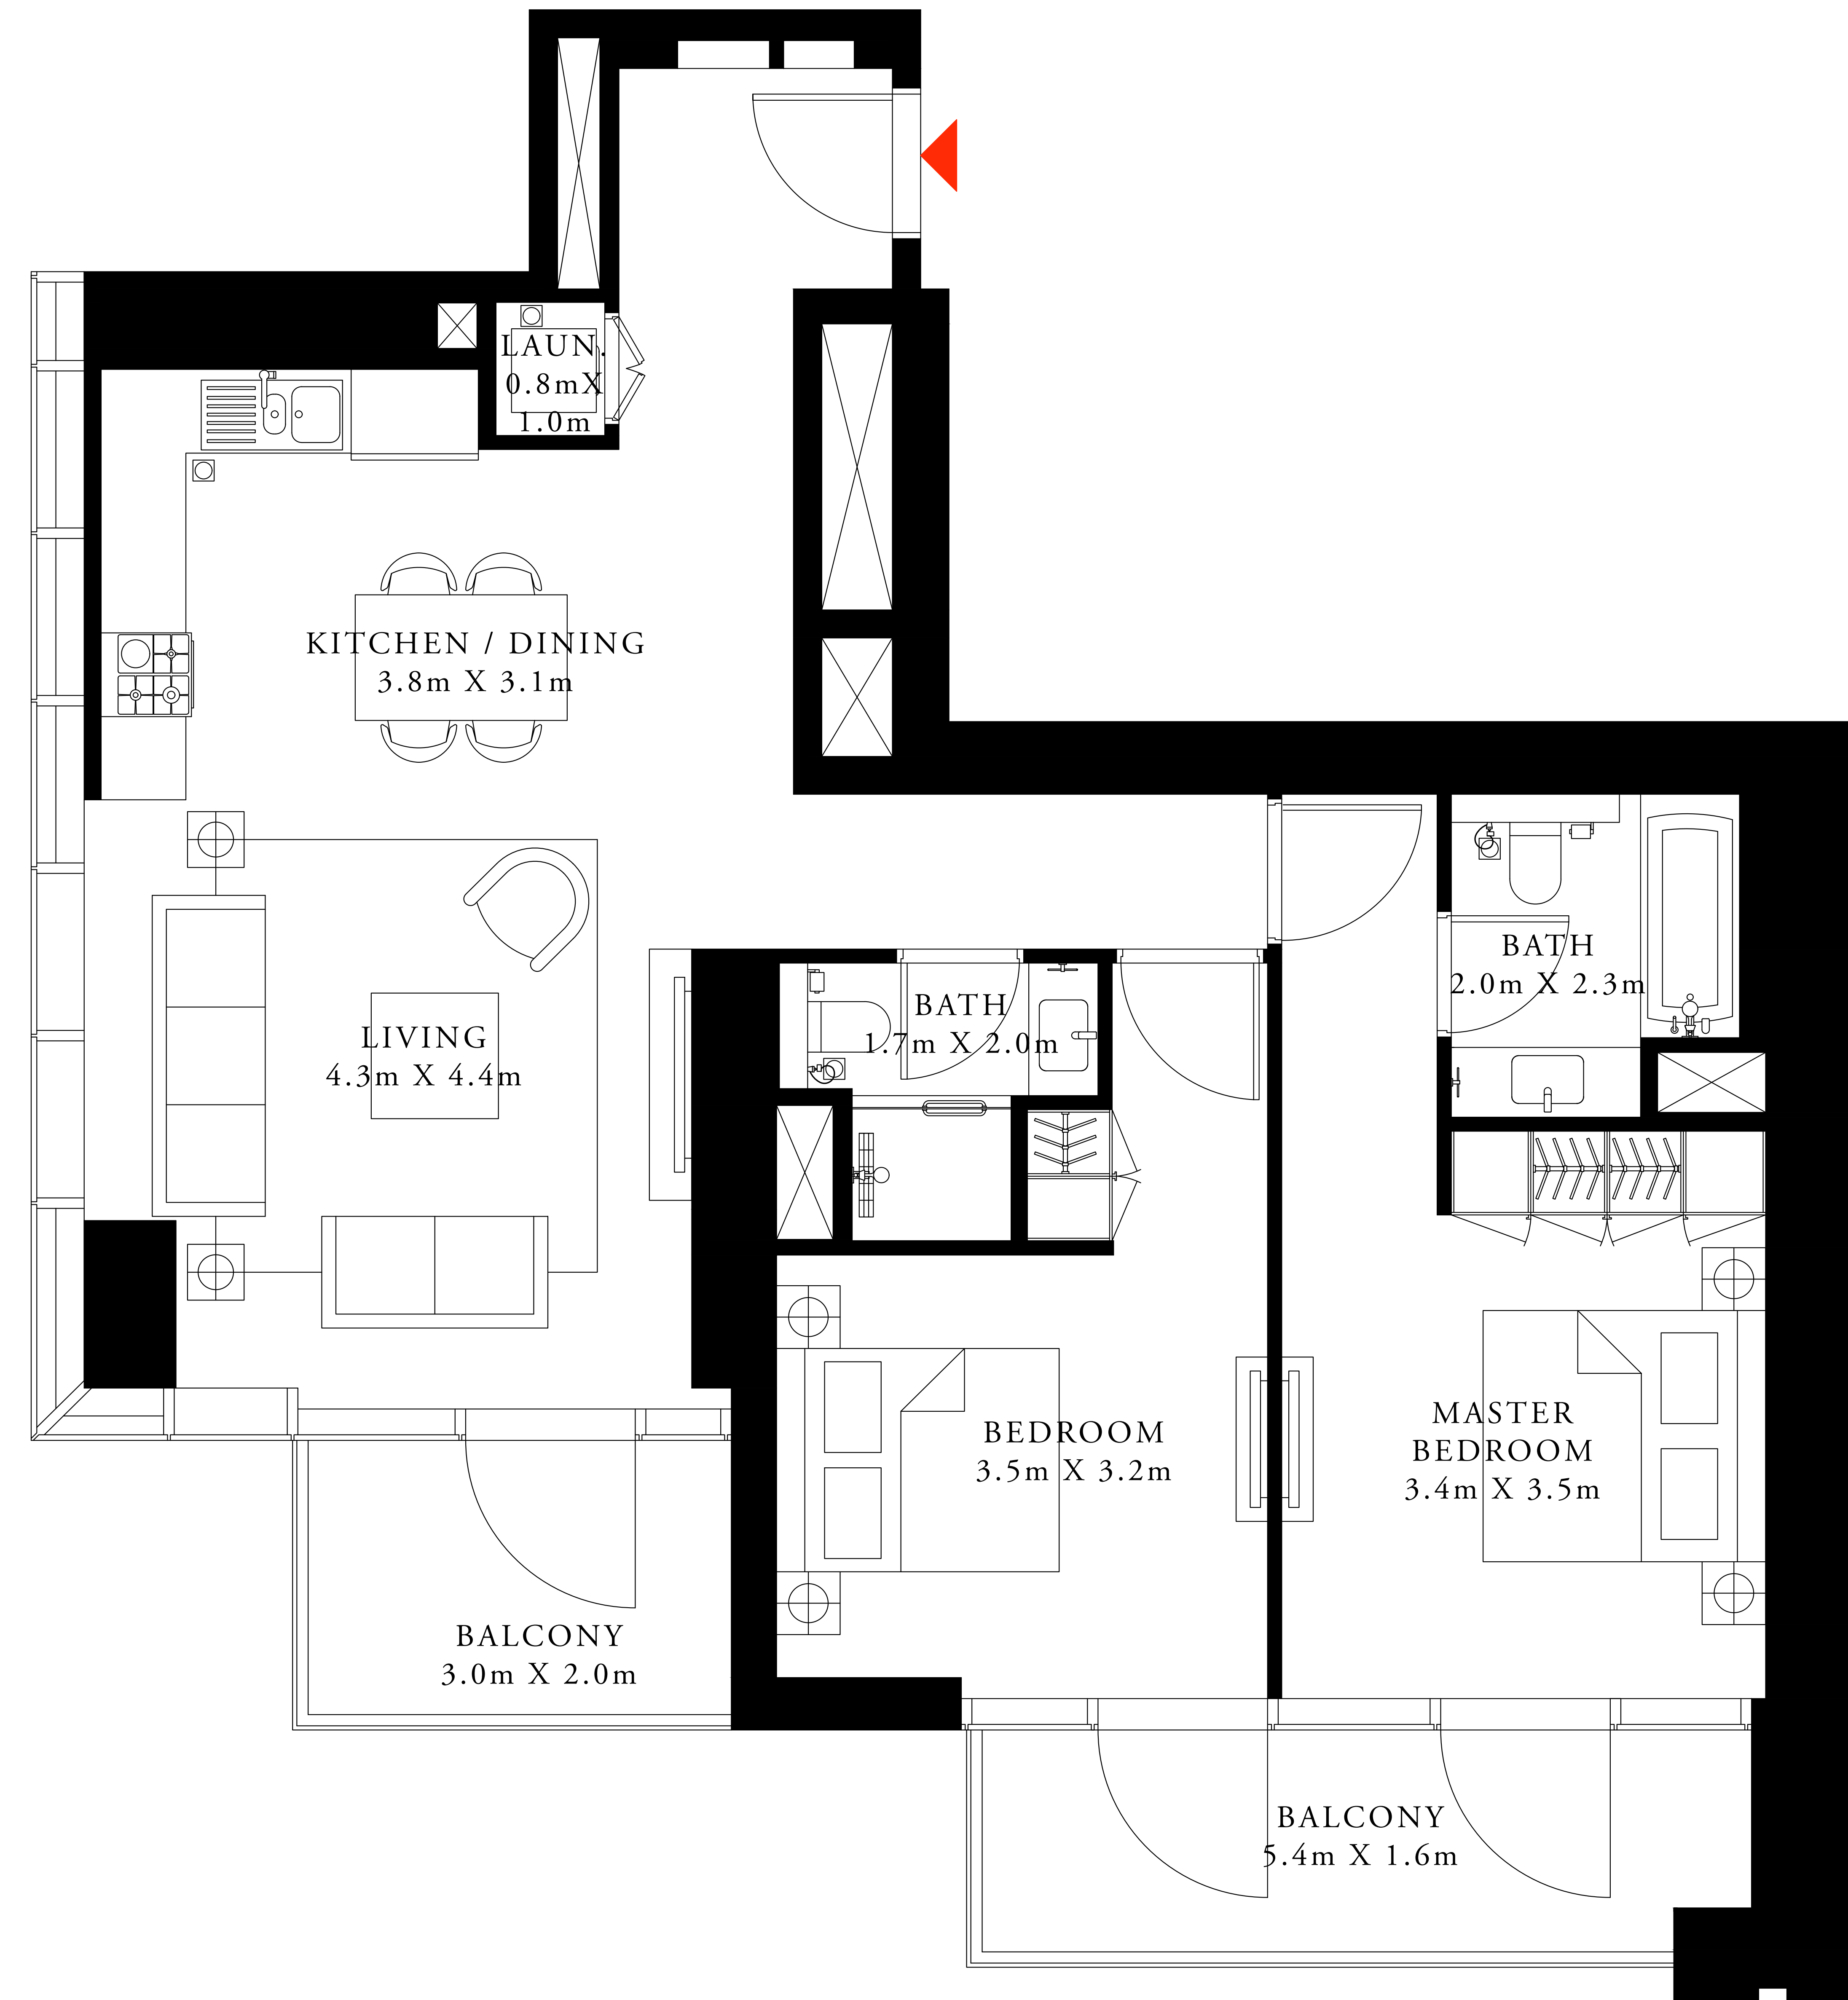 LAUN.
0.8mX
1.0m
KITCHEN / DINING
3.8m X 3.1m
BATH
2.0m X 2.3m
BATH
1.7m X 2.0m
LIVING
4.3m X 4.4m
BEDROOM
3.5m X 3.2m
MASTER
BEDROOM
3.4m X 3.5m
BALCONY
3.0m X 2.0m
BALCONY
5.4m X 1.6m